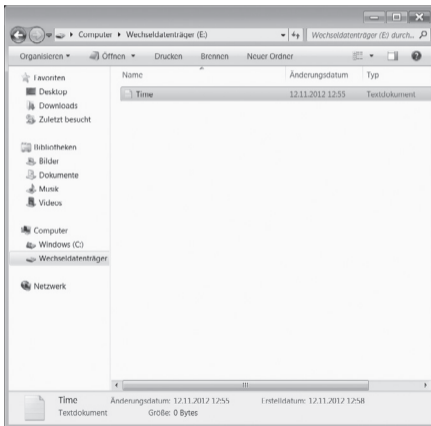 Computer ▸ Wechseldatenträger (E:)
Wechseldatenträger (E:) durch...
Organisieren Öffnen Drucken Brennen Neuer Ordner
Favoriten
Desktop
Downloads
Zuletzt besucht
Bibliotheken
Bilder
Dokumente
Musik
Videos
Computer
Windows (C:)
Wechseldatenträger
Netzwerk
Name Änderungsdatum Typ
Time 12.11.2012 12:55 Textdokument
Time Änderungsdatum: 12.11.2012 12:55 Erstelldatum: 12.11.2012 12:58
Textdokument Größe: 0 Bytes